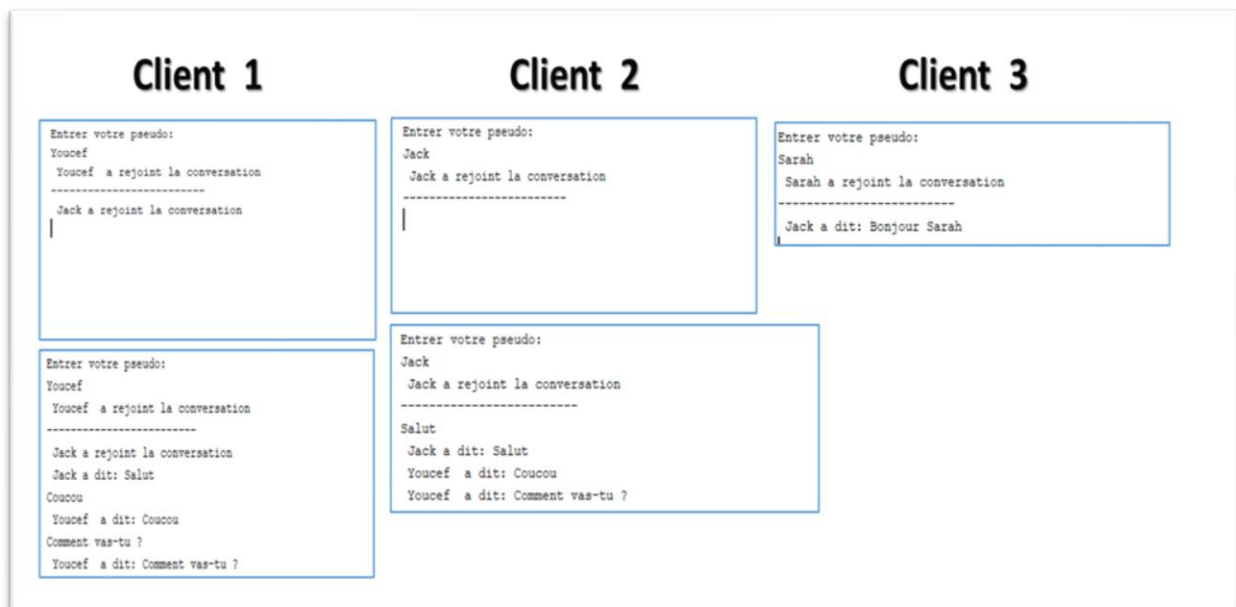 Client 1
Client 2
Client 3
Entrer votre pseudo:
Youcef
Youcef a rejoint la conversation
-------------------------
Jack a rejoint la conversation
Entrer votre pseudo:
Jack
Jack a rejoint la conversation
-------------------------
Entrer votre pseudo:
Sarah
Sarah a rejoint la conversation
-------------------------
Jack a dit: Bonjour Sarah
Entrer votre pseudo:
Youcef
Youcef a rejoint la conversation
-------------------------
Jack a rejoint la conversation
Jack a dit: Salut
Coucou
Youcef a dit: Coucou
Comment vas-tu ?
Youcef a dit: Comment vas-tu ?
Entrer votre pseudo:
Jack
Jack a rejoint la conversation
-------------------------
Salut
Jack a dit: Salut
Youcef a dit: Coucou
Youcef a dit: Comment vas-tu ?